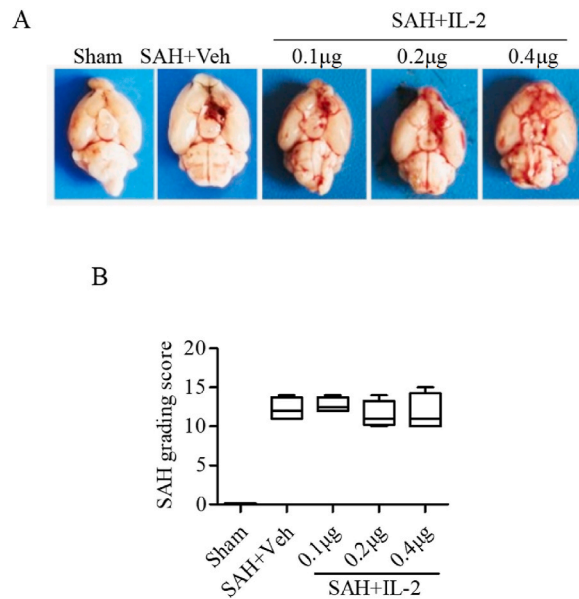 A
SAH+IL-2
Sham SAH+Veh 0.1μg 0.2μg 0.4μg
B
SAH grading score
20
15
10
5
0
Sham
SAH+Veh
0.1μg
0.2μg
0.4μg
SAH+IL-2